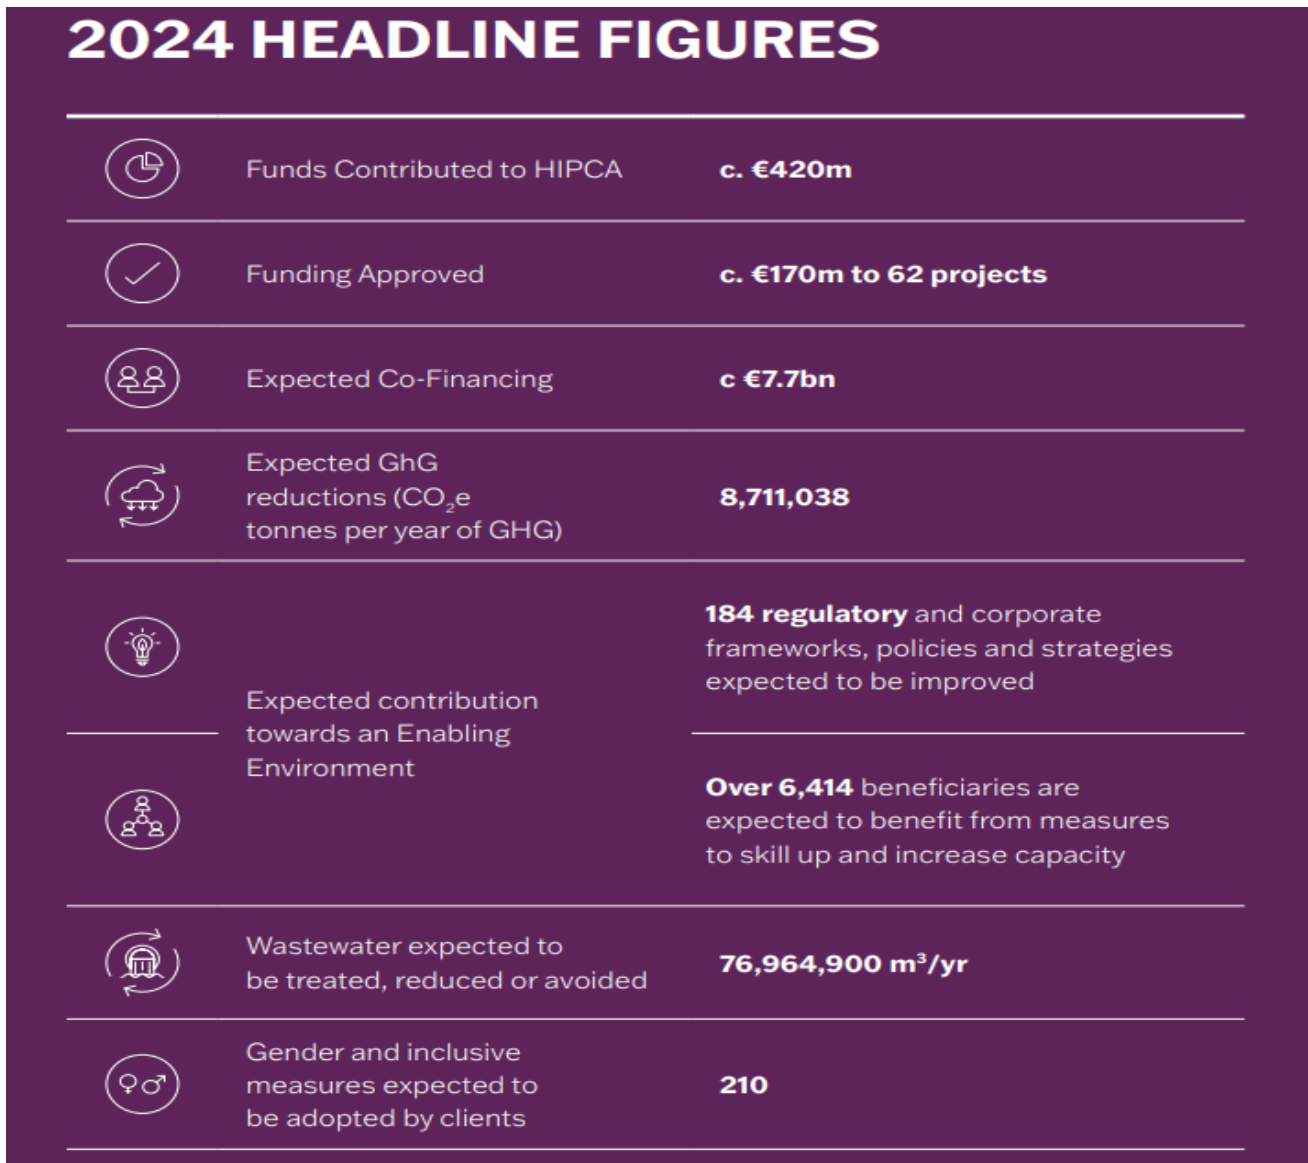 2024 HEADLINE FIGURES
Funds Contributed to HIPCA
c. €420m
Funding Approved
c. €170m to 62 projects
Expected Co-Financing
c €7.7bn
Expected GhG
reductions (CO₂e
tonnes per year of GHG)
8,711,038
Expected contribution
towards an Enabling
Environment
184 regulatory and corporate
frameworks, policies and strategies
expected to be improved
Over 6,414 beneficiaries are
expected to benefit from measures
to skill up and increase capacity
Wastewater expected to
be treated, reduced or avoided
76,964,900 m³/yr
Gender and inclusive
measures expected to
be adopted by clients
210